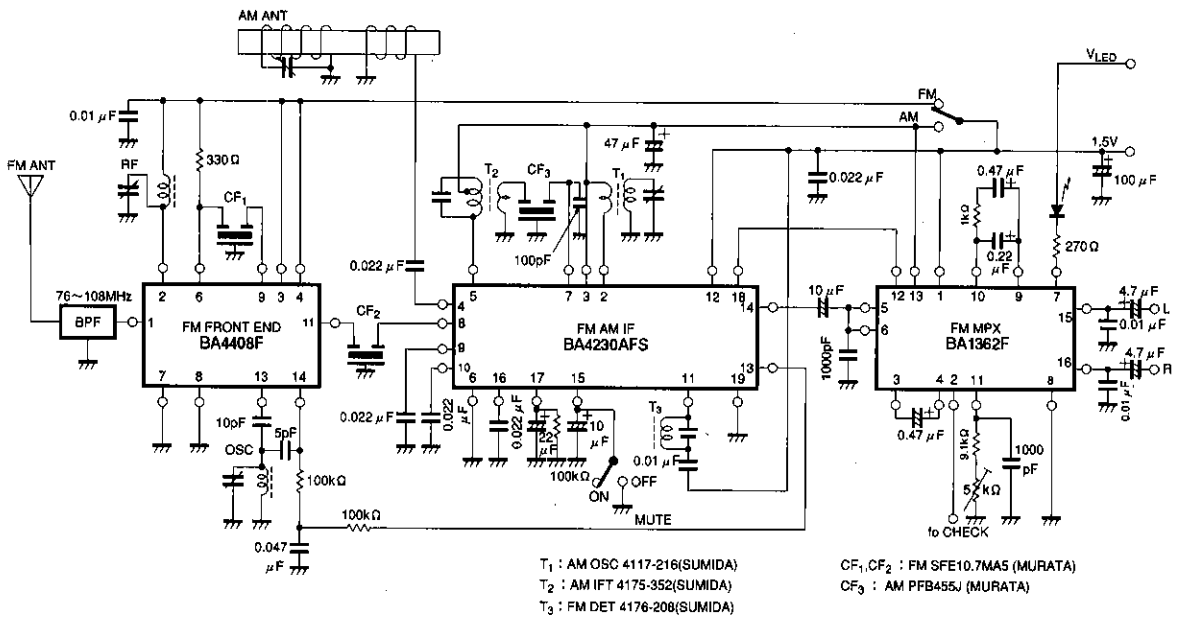 AM ANT
VLED
FM
AM
0.01 µF
FM ANT
RF
330Ω
CF1
T2
CF3
47 µF
T1
0.022 µF
1.5V
0.47 µF
1kΩ
0.22 µF
100 µF
270Ω
100pF
0.022 µF
76～108MHz
BPF
1
2
6
9
3
4
FM FRONT END
BA4408F
11
7
8
13
14
CF2
5
7
3
2
12
18
4
8
9
10
FM AM IF
BA4230AFS
14
13
6
16
17
15
11
19
10 µF
1000pF
12
13
1
10
9
7
5
6
FM MPX
BA1362F
15
16
3
4
2
11
8
4.7 µF
L
0.01 µF
4.7 µF
R
0.01 µF
10pF
5pF
OSC
100kΩ
100kΩ
0.047 µF
0.022 µF
0.022 µF
0.022 µF
22 µF
100kΩ
10 µF
ON
OFF
MUTE
T3
0.01 µF
0.47 µF
9.1kΩ
5 kΩ
1000 pF
fo CHECK
T1 : AM OSC 4117-216(SUMIDA)
T2 : AM IFT 4175-352(SUMIDA)
T3 : FM DET 4176-208(SUMIDA)
CF1,CF2 : FM SFE10.7MA5 (MURATA)
CF3 : AM PFB455J (MURATA)